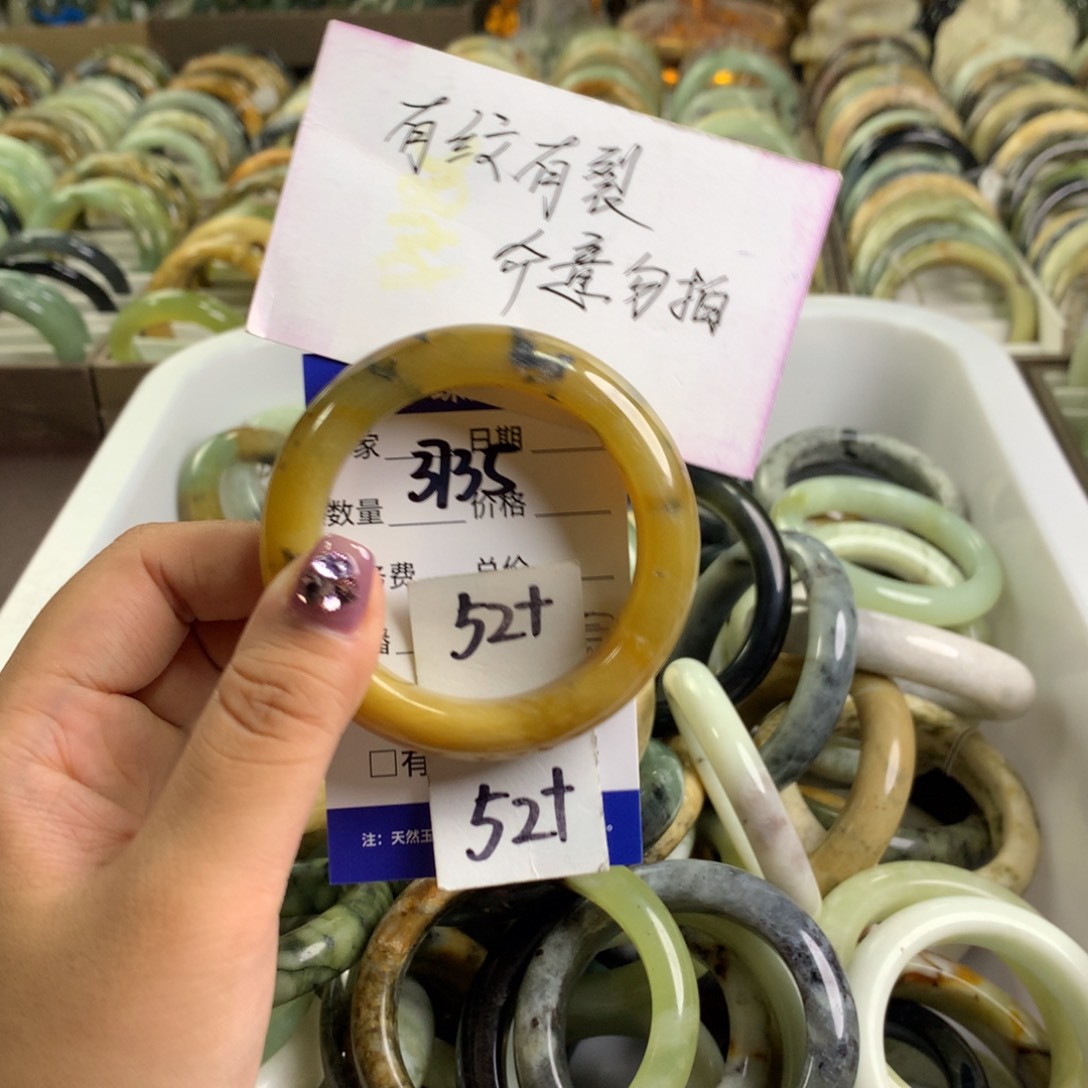 有纹有裂
介意勿拍
家 日期
3135
数量 价格
费 总价
52+
□有
52+
注：天然玉